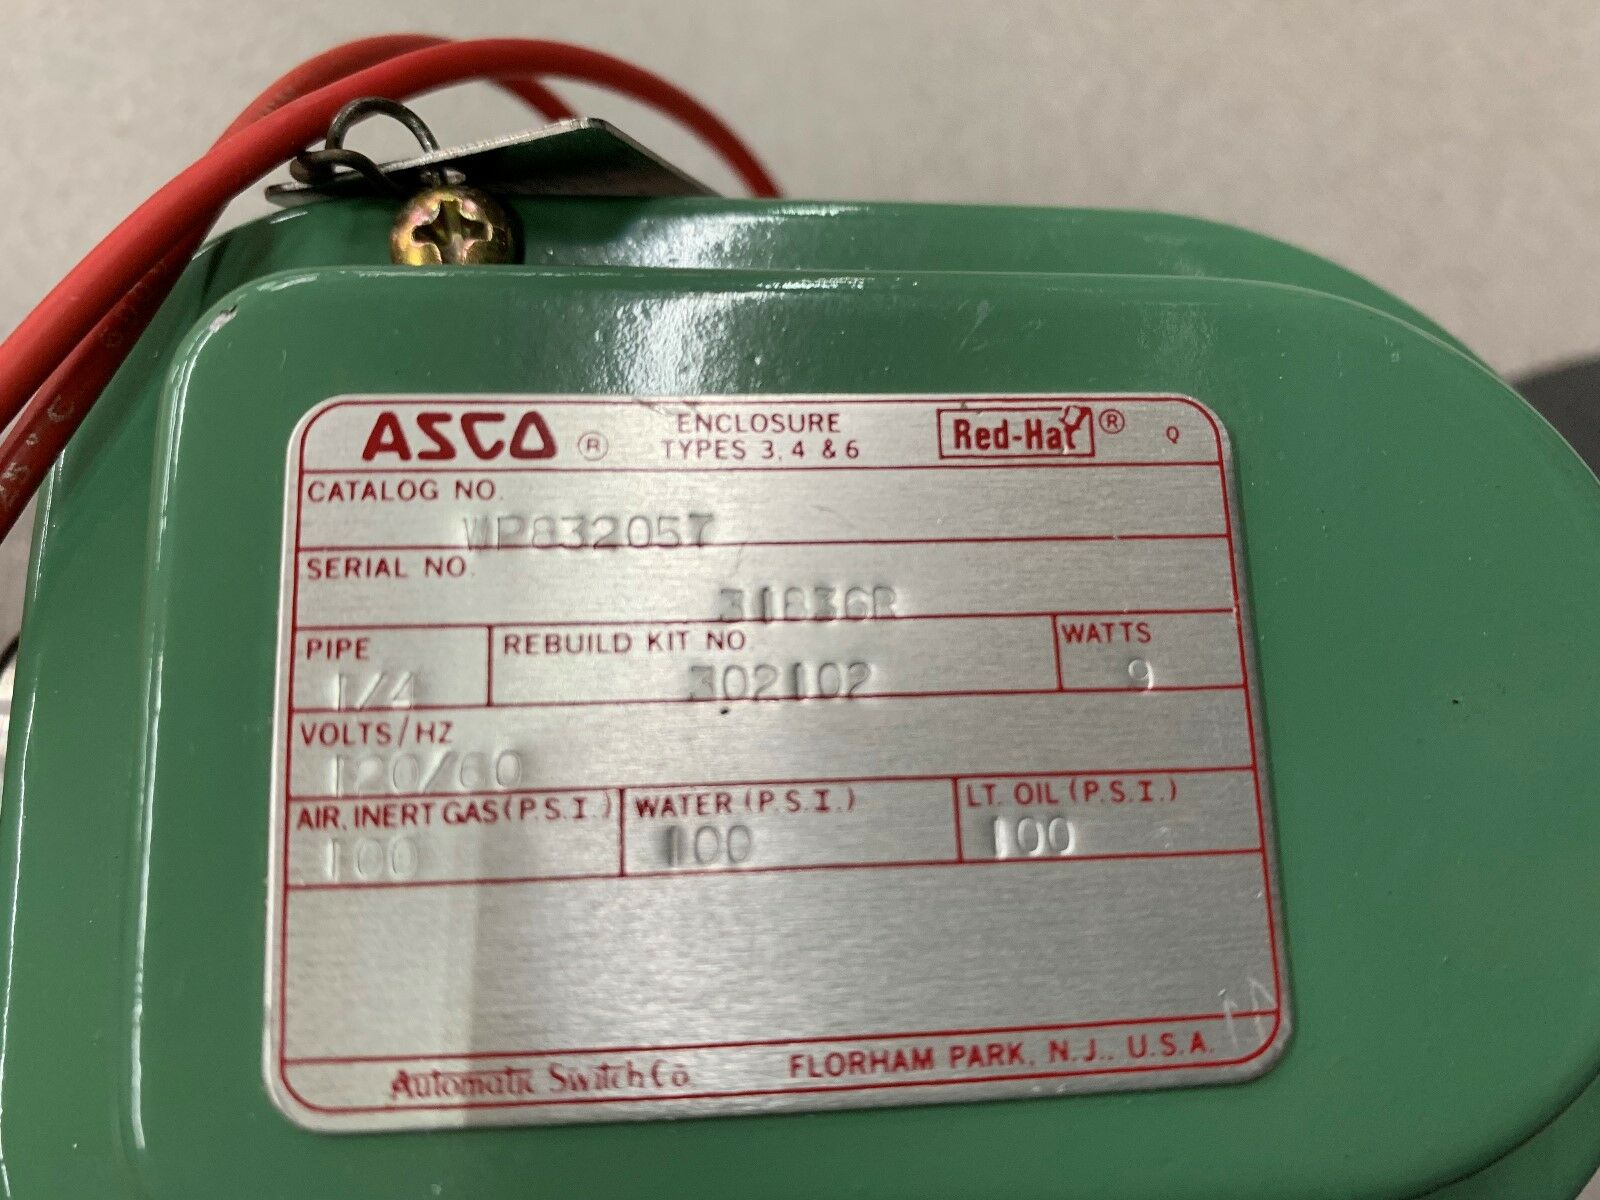 ASCO ® ENCLOSURE TYPES 3, 4 & 6 Red-Hat ® Q
CATALOG NO.
WP832057
SERIAL NO.
31836R
PIPE REBUILD KIT NO. WATTS
1/4 302102 9
VOLTS/HZ
120/60
AIR, INERT GAS (P.S.I.) WATER (P.S.I.) LT. OIL (P.S.I.)
100 100 100
Automatic Switch Co. FLORHAM PARK, N.J., U.S.A.